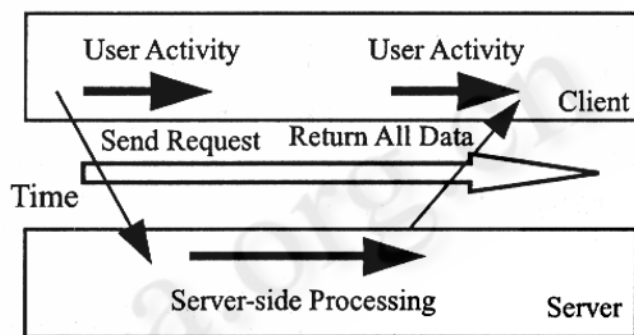 User Activity
User Activity
Client
Send Request
Return All Data
Time
Server-side Processing
Server